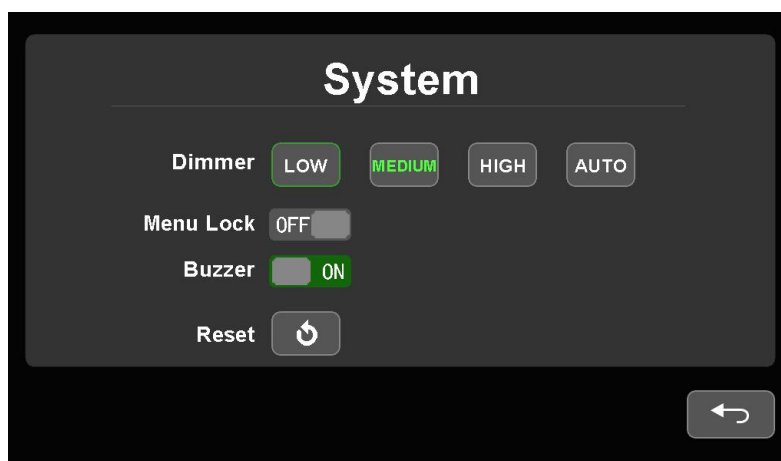 System
Dimmer LOW MEDIUM HIGH AUTO
Menu Lock OFF
Buzzer ON
Reset